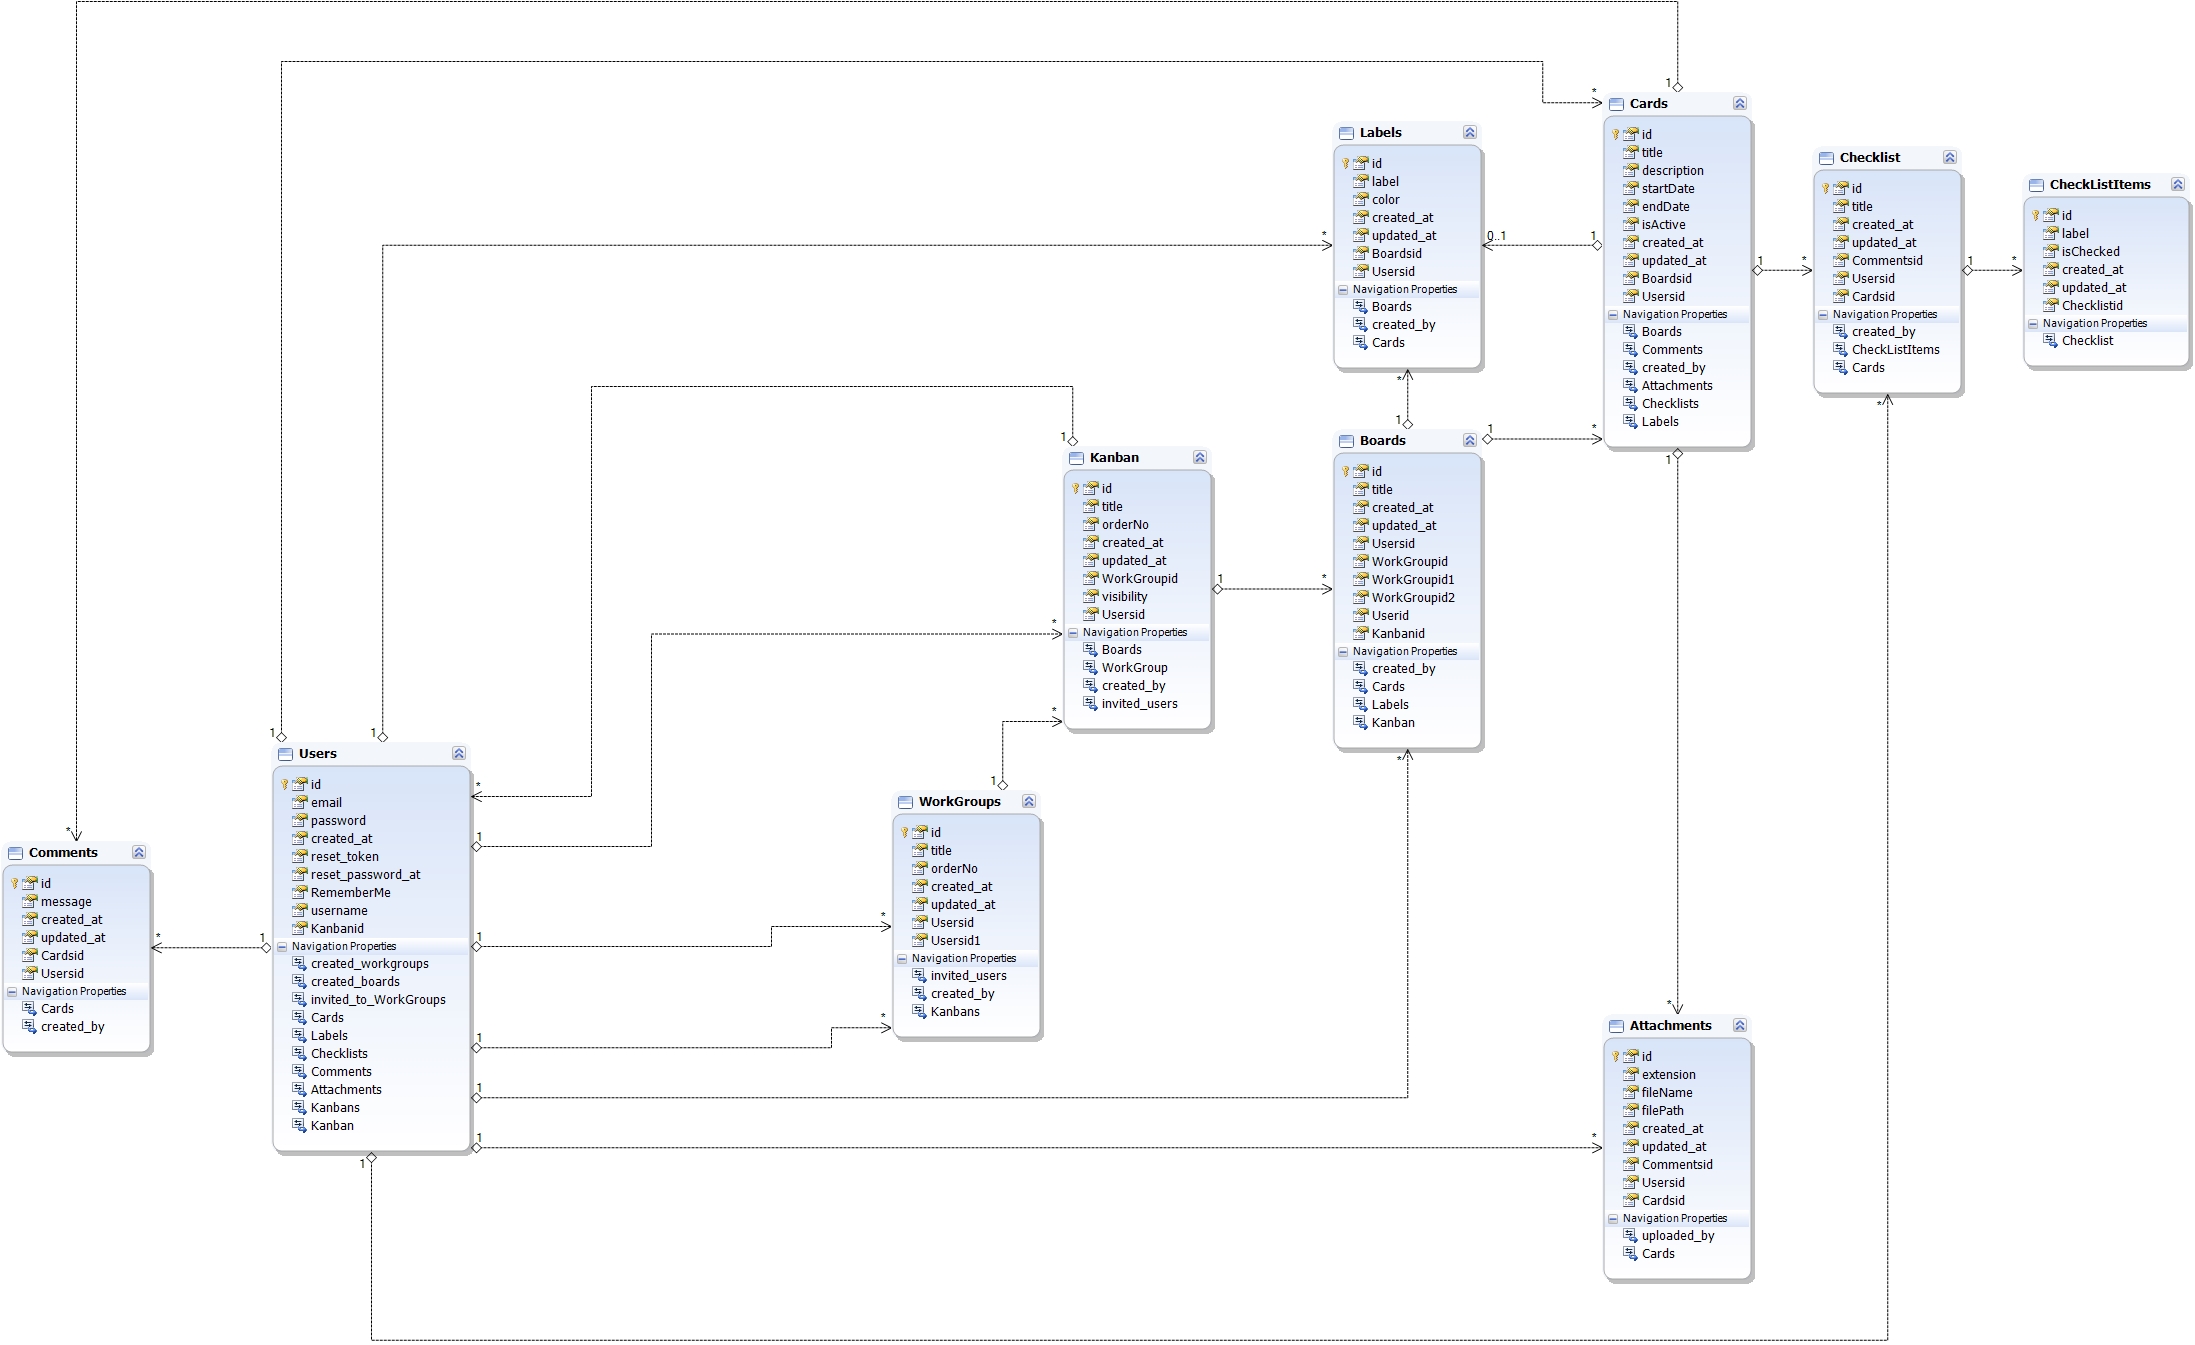 Cards
id
title
description
startDate
endDate
isActive
created_at
updated_at
Boardsid
Usersid
Navigation Properties
Boards
Comments
created_by
Attachments
Checklists
Labels
1
*
1
1
*
1
Labels
id
label
color
created_at
updated_at
Boardsid
Usersid
Navigation Properties
Boards
created_by
Cards
*
0..1
*
Checklist
id
title
created_at
updated_at
Commentsid
Usersid
Cardsid
Navigation Properties
created_by
CheckListItems
Cards
*
1
*
CheckListItems
id
label
isChecked
created_at
updated_at
Checklistid
Navigation Properties
Checklist
*
Kanban
id
title
orderNo
created_at
updated_at
WorkGroupid
visibility
Usersid
Navigation Properties
Boards
WorkGroup
created_by
invited_users
1
*
*
1
Boards
id
title
created_at
updated_at
Usersid
WorkGroupid
WorkGroupid1
WorkGroupid2
Userid
Kanbanid
Navigation Properties
created_by
Cards
Labels
Kanban
1
1
*
*
*
Users
id
email
password
created_at
reset_token
reset_password_at
RememberMe
username
Kanbanid
Navigation Properties
created_workgroups
created_boards
invited_to_WorkGroups
Cards
Labels
Checklists
Comments
Attachments
Kanbans
Kanban
1
1
*
1
1
1
1
1
1
1
WorkGroups
id
title
orderNo
created_at
updated_at
Usersid
Usersid1
Navigation Properties
invited_users
created_by
Kanbans
1
*
*
Comments
id
message
created_at
updated_at
Cardsid
Usersid
Navigation Properties
Cards
created_by
*
*
Attachments
id
extension
fileName
filePath
created_at
updated_at
Commentsid
Usersid
Cardsid
Navigation Properties
uploaded_by
Cards
*
*